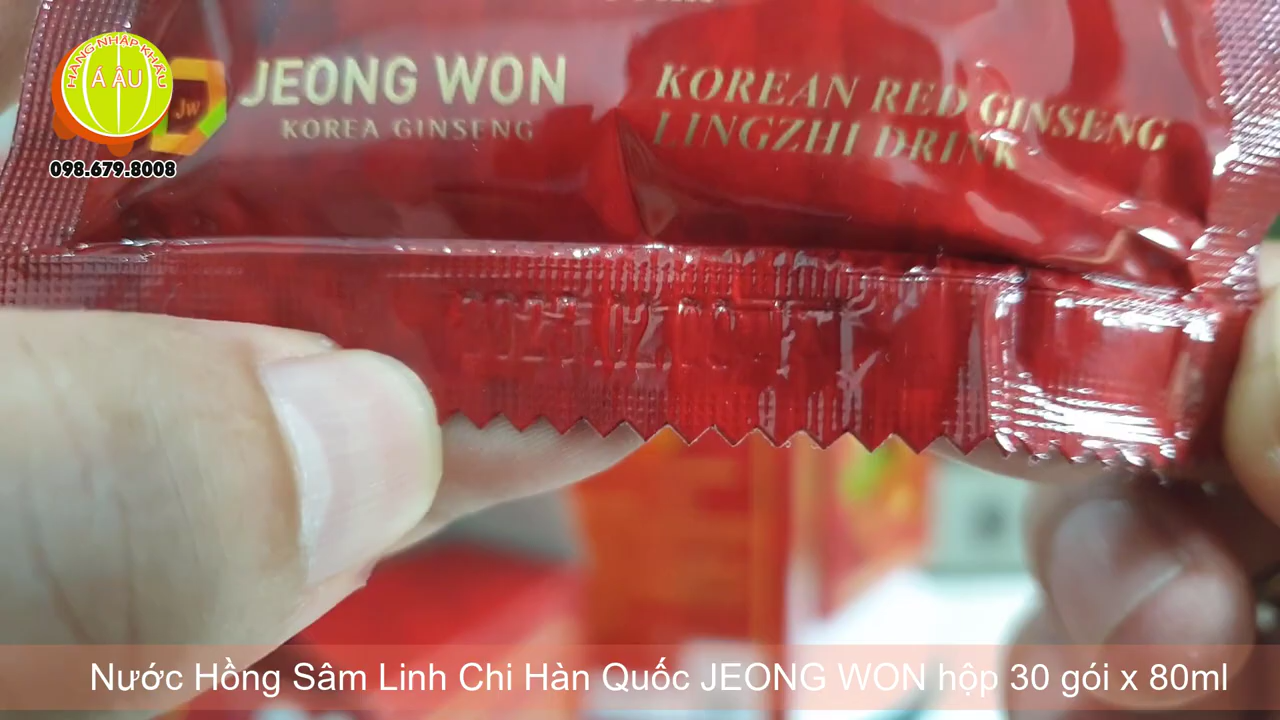 HÀNG NHẬP KHẨU
Á ÂU
098.679.8008
Jw
JEONG WON
KOREA GINSENG
KOREAN RED GINSENG
LINGZHI DRINK
Nước Hồng Sâm Linh Chi Hàn Quốc JEONG WON hộp 30 gói x 80ml